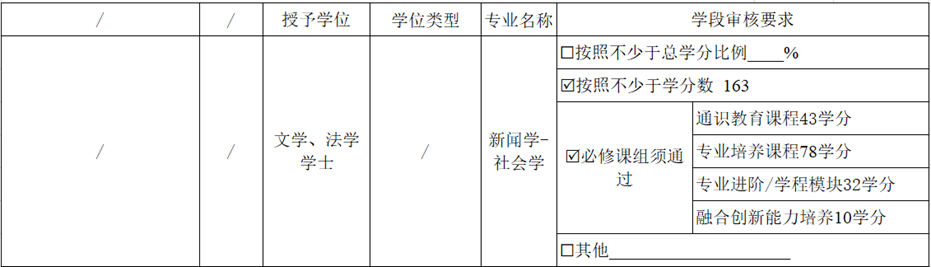 / / 授予学位 学位类型 专业名称 学段审核要求
□按照不少于总学分比例____%
☑按照不少于学分数 163
/ / 文学、法学学士 / 新闻学-社会学
☑必修课组须通过
通识教育课程43学分
专业培养课程78学分
专业进阶/学程模块32学分
融合创新能力培养10学分
□其他____________________